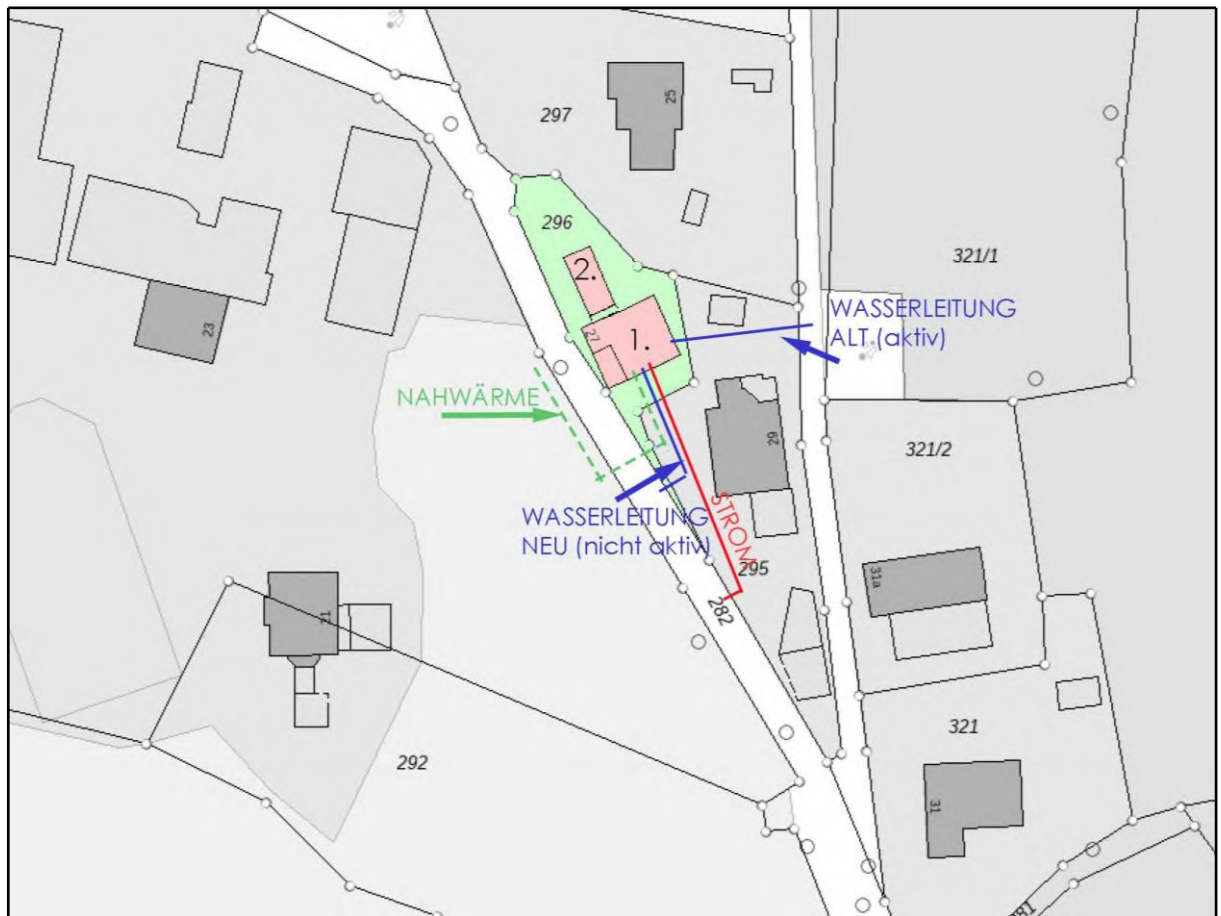 297
25
296
2.
321/1
WASSERLEITUNG
ALT (aktiv)
23
27
1.
NAHWÄRME
29
321/2
WASSERLEITUNG
NEU (nicht aktiv)
STROM
295
31a
282
21
292
321
31
281